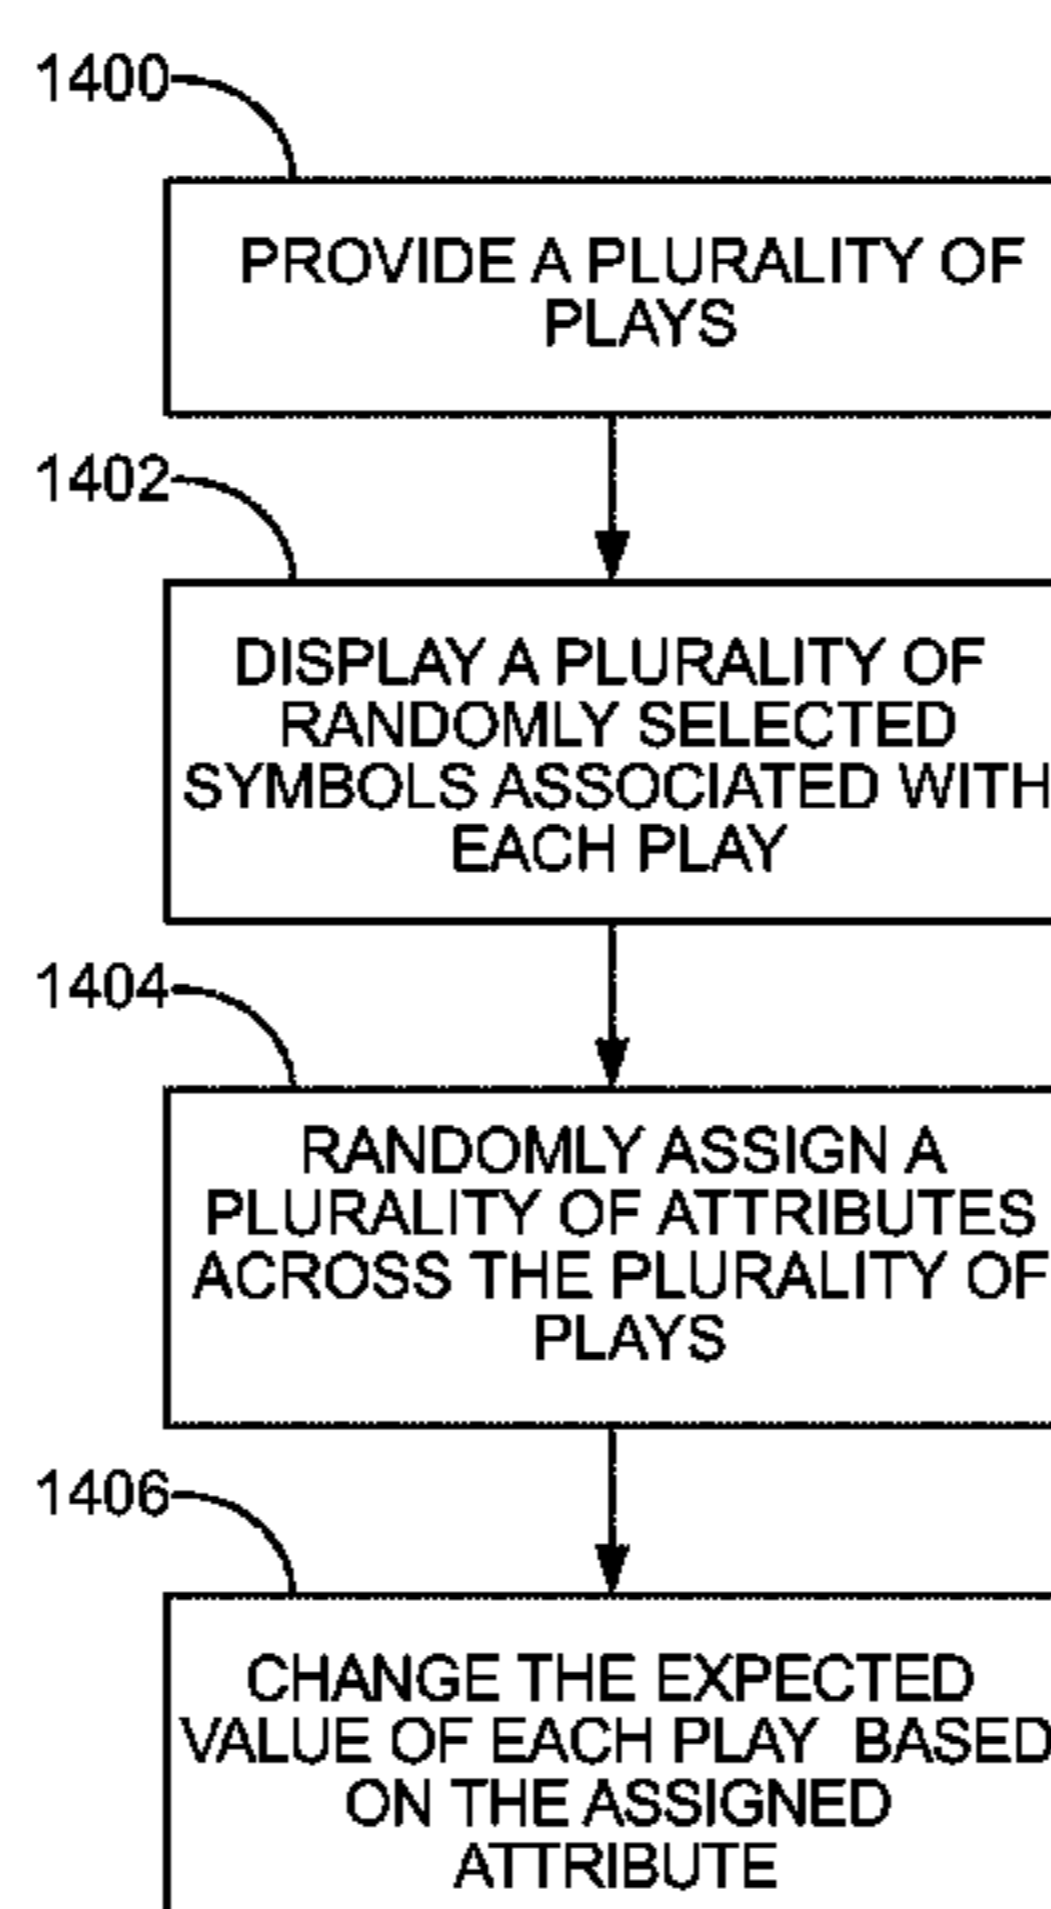 1400
PROVIDE A PLURALITY OF
PLAYS
1402
DISPLAY A PLURALITY OF
RANDOMLY SELECTED
SYMBOLS ASSOCIATED WITH
EACH PLAY
1404
RANDOMLY ASSIGN A
PLURALITY OF ATTRIBUTES
ACROSS THE PLURALITY OF
PLAYS
1406
CHANGE THE EXPECTED
VALUE OF EACH PLAY BASED
ON THE ASSIGNED
ATTRIBUTE